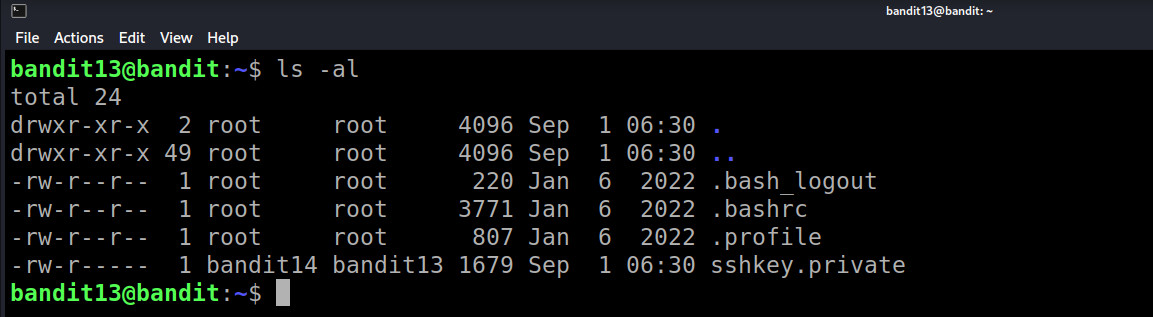 bandit13@bandit: ~
File Actions Edit View Help
bandit13@bandit:~$ ls -al
total 24
drwxr-xr-x  2 root     root     4096 Sep  1 06:30 .
drwxr-xr-x 49 root     root     4096 Sep  1 06:30 ..
-rw-r--r--  1 root     root      220 Jan  6  2022 .bash_logout
-rw-r--r--  1 root     root     3771 Jan  6  2022 .bashrc
-rw-r--r--  1 root     root      807 Jan  6  2022 .profile
-rw-r-----  1 bandit14 bandit13 1679 Sep  1 06:30 sshkey.private
bandit13@bandit:~$